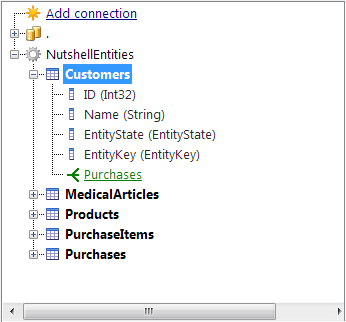 Add connection
.
NutshellEntities
Customers
ID (Int32)
Name (String)
EntityState (EntityState)
EntityKey (EntityKey)
Purchases
MedicalArticles
Products
PurchaseItems
Purchases